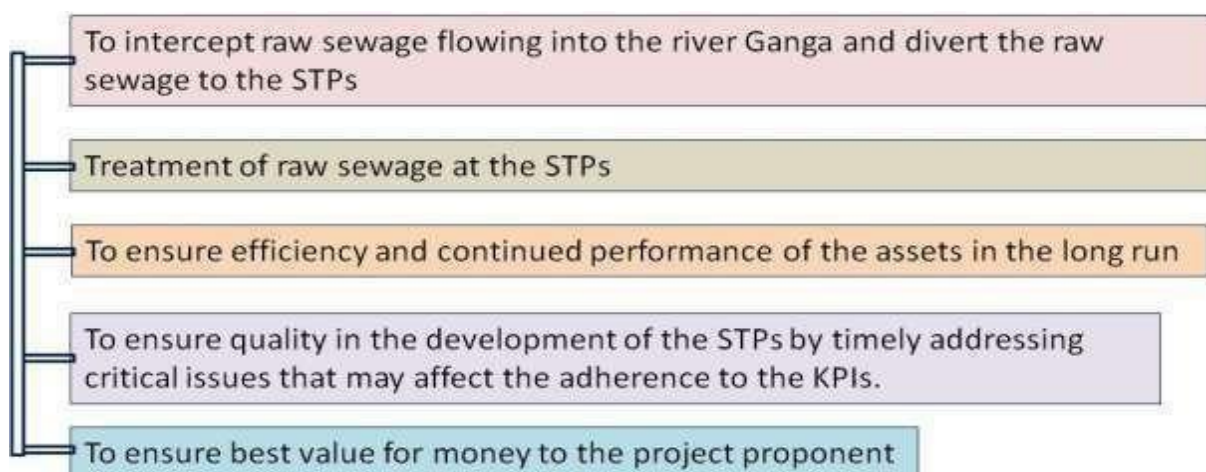 To intercept raw sewage flowing into the river Ganga and divert the raw
sewage to the STPs
Treatment of raw sewage at the STPs
To ensure efficiency and continued performance of the assets in the long run
To ensure quality in the development of the STPs by timely addressing
critical issues that may affect the adherence to the KPIs.
To ensure best value for money to the project proponent